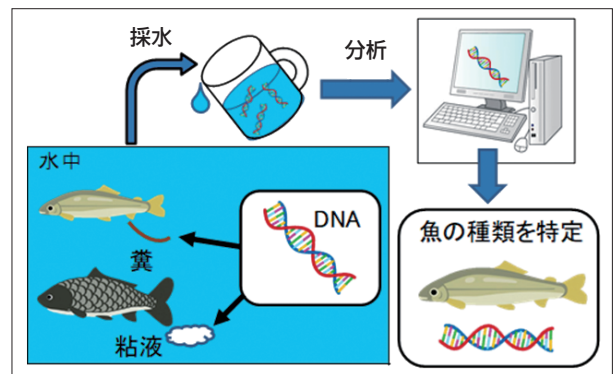 採水
分析
水中
DNA
糞
粘液
魚の種類を特定